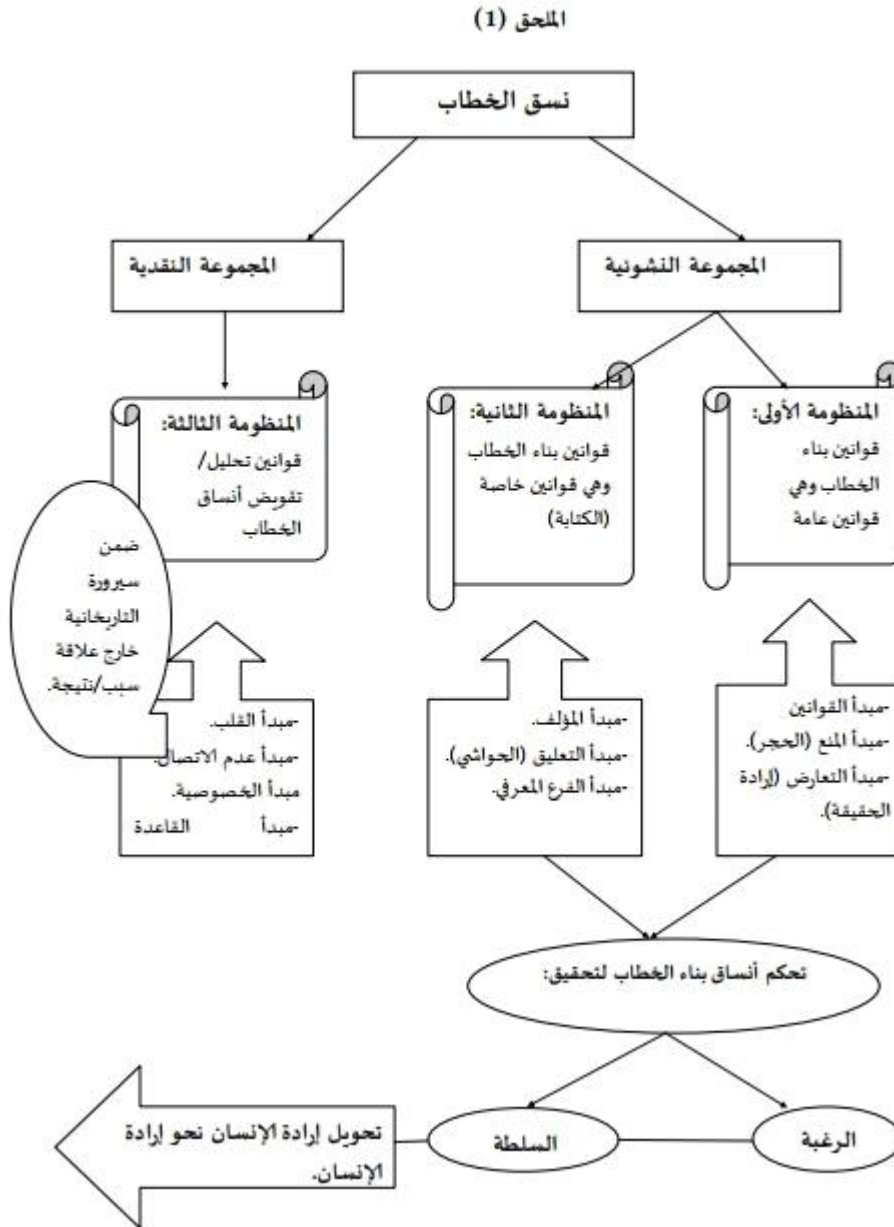 الملحق (1)
نسق الخطاب
المجموعة النشوئية
المجموعة النقدية
المنظومة الأولى:
قوانين بناء
الخطاب وهي
قوانين عامة
المنظومة الثانية:
قوانين بناء الخطاب
وهي قوانين خاصة
(الكتابة)
المنظومة الثالثة:
قوانين تحليل/
تقويض أنساق
الخطاب
ضمن
سيرورة
التاريخانية
خارج علاقة
سبب/نتيجة.
-مبدأ القوانين
-مبدأ المنع (الحجر).
-مبدأ التعارض (إرادة
الحقيقة).
-مبدأ المؤلف.
-مبدأ التعليق (الحواشي).
-مبدأ الفرع المعرفي.
-مبدأ القلب.
-مبدأ عدم الاتصال.
مبدأ الخصوصية.
-مبدأ القاعدة
تحكم أنساق بناء الخطاب لتحقيق:
الرغبة
السلطة
تحويل إرادة الإنسان نحو إرادة
الإنسان.